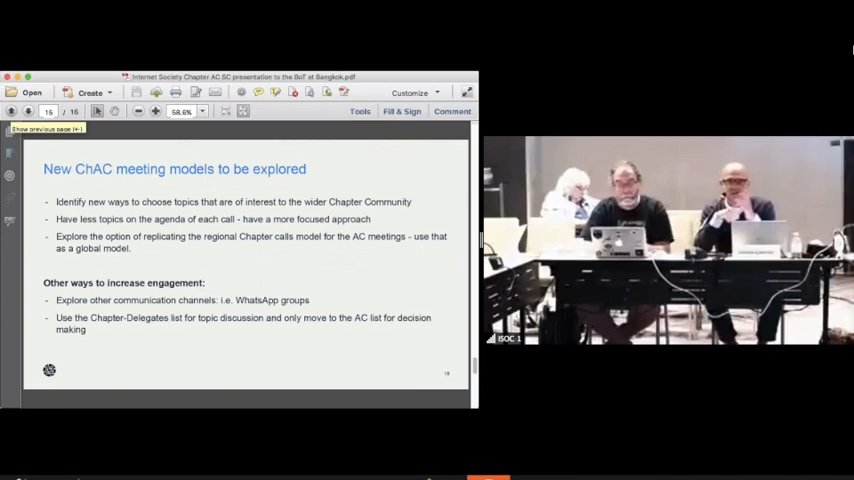 Internet Society Chapter AC SC presentation to the BoT at Bangkok.pdf
Open
Create
Customize
15 / 16
58.6%
Tools
Fill & Sign
Comment
Show previous page
New ChAC meeting models to be explored
- Identify new ways to choose topics that are of interest to the wider Chapter Community
- Have less topics on the agenda of each call - have a more focused approach
- Explore the option of replicating the regional Chapter calls model for the AC meetings - use that
as a global model.
Other ways to increase engagement:
- Explore other communication channels: i.e. WhatsApp groups
- Use the Chapter-Delegates list for topic discussion and only move to the AC list for decision
making
ISOC 1